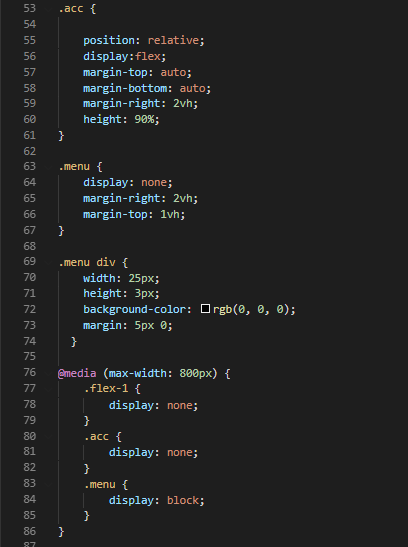 53 .acc {
54
55 position: relative;
56 display:flex;
57 margin-top: auto;
58 margin-bottom: auto;
59 margin-right: 2vh;
60 height: 90%;
61 }
62
63 .menu {
64 display: none;
65 margin-right: 2vh;
66 margin-top: 1vh;
67 }
68
69 .menu div {
70 width: 25px;
71 height: 3px;
72 background-color: rgb(0, 0, 0);
73 margin: 5px 0;
74 }
75
76 @media (max-width: 800px) {
77 .flex-1 {
78 display: none;
79 }
80 .acc {
81 display: none;
82 }
83 .menu {
84 display: block;
85 }
86 }
87